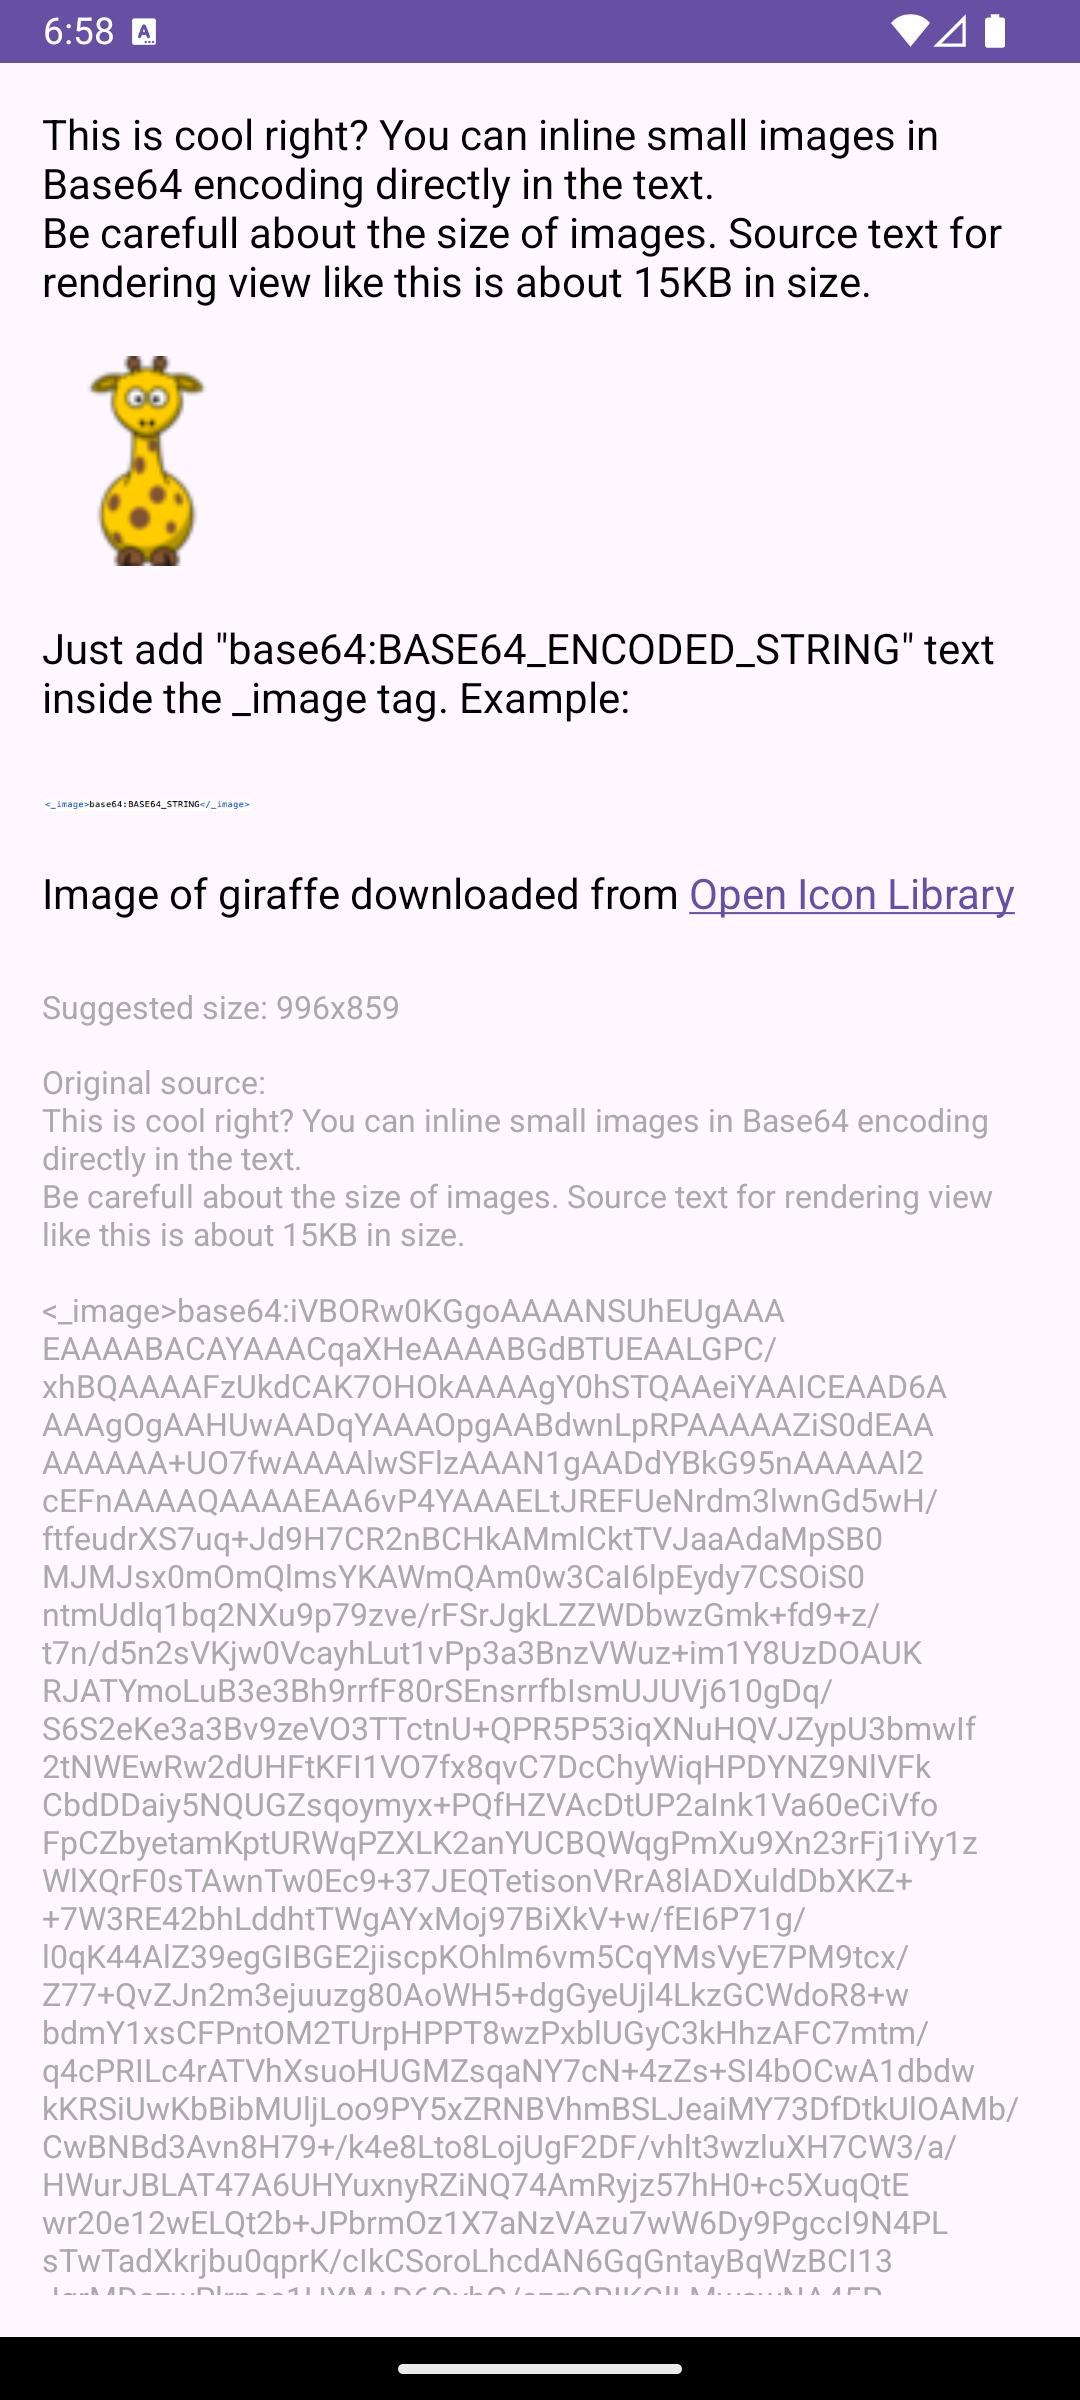 6:58
This is cool right? You can inline small images in
Base64 encoding directly in the text.
Be carefull about the size of images. Source text for
rendering view like this is about 15KB in size.
Just add "base64:BASE64_ENCODED_STRING" text
inside the _image tag. Example:
<_image>base64:BASE64_STRING</_image>
Image of giraffe downloaded from Open Icon Library
Suggested size: 996x859
Original source:
This is cool right? You can inline small images in Base64 encoding
directly in the text.
Be carefull about the size of images. Source text for rendering view
like this is about 15KB in size.
<_image>base64:iVBORw0KGgoAAAANSUhEUgAAA
EAAAABACAYAAACqaXHeAAAABGdBTUEAALGPC/
xhBQAAAAFzUkdCAK7OHOkAAAAgY0hSTQAAeiYAAICEAAD6A
AAAgOgAAHUwAADqYAAAOpgAABdwnLpRPAAAAAZiS0dEAA
AAAAAA+UO7fwAAAAlwSFlzAAAN1gAADdYBkG95nAAAAAl2
cEFnAAAAQAAAAEAA6vP4YAAAELtJREFUeNrdm3lwnGd5wH/
ftfeudrXS7uq+Jd9H7CR2nBCHkAMmlCktTVJaaAdaMpSB0
MJMJsx0mOmQlmsYKAWmQAm0w3CaI6lpEydy7CSOiS0
ntmUdlq1bq2NXu9p79zve/rFSrJgkLZZWDbwzGmk+fd9+z/
t7n/d5n2sVKjw0VcayhLut1vPp3a3BnzVWuz+im1Y8UzDOAUK
RJATYmoLuB3e3Bh9rrfF80rSEnsrrfbIsmUJUVj610gDq/
S6S2eKe3a3Bv9zeVO3TTctnU+QPR5P53iqXNuHQVJZypU3bmwIf
2tNWEwRw2dUHFtKFI1VO7fx8qvC7DcChyWiqHPDYNZ9NlVFk
CbdDDaiy5NQUGZsqoymyx+PQfHZVAcDtUP2aInk1Va60eCiVfo
FpCZbyetamKptURWqPZXLK2anYUCBQWqgPmXu9Xn23rFj1iYy1z
WlXQrF0sTAwnTw0Ec9+37JEQTetisonVRrA8lADXuldDbXKZ+
+7W3RE42bhLddhtTWgAYxMoj97BiXkV+w/fEI6P71g/
l0qK44AlZ39egGIBGE2jiscpKOhlm6vm5CqYMsVyE7PM9tcx/
Z77+QvZJn2m3ejuuzg80AoWH5+dgGyeUjl4LkzGCWdoR8+w
bdmY1xsCFPntOM2TUrpHPPT8wzPxblUGyC3kHhzAFC7mtm/
q4cPRILc4rATVhXsuoHUGMZsqaNY7cN+4zZs+SI4bOCwA1dbdw
kKRSiUwKbBibMUljLoo9PY5xZRNBVhmBSLJeaiMY73DfDtkUlOAMb/
CwBNBd3Avn8H79+/k4e8Lto8LojUgF2DF/vhlt3wzluXH7CW3/a/
HWurJBLAT47A6UHYuxnyRZiNQ74AmRyjz57hH0+c5XuqQtE
wr20e12wELQt2b+JPbrmOz1X7aNzVAzu7wW6Dy9PgccI9N4PL
sTwTadXkrjbu0qprK/cIkCSoroLhcdAN6GqGntayBqWzBCI13